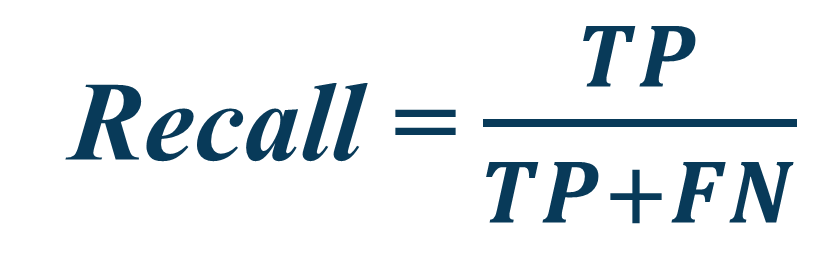 Recall = TP
TP+FN